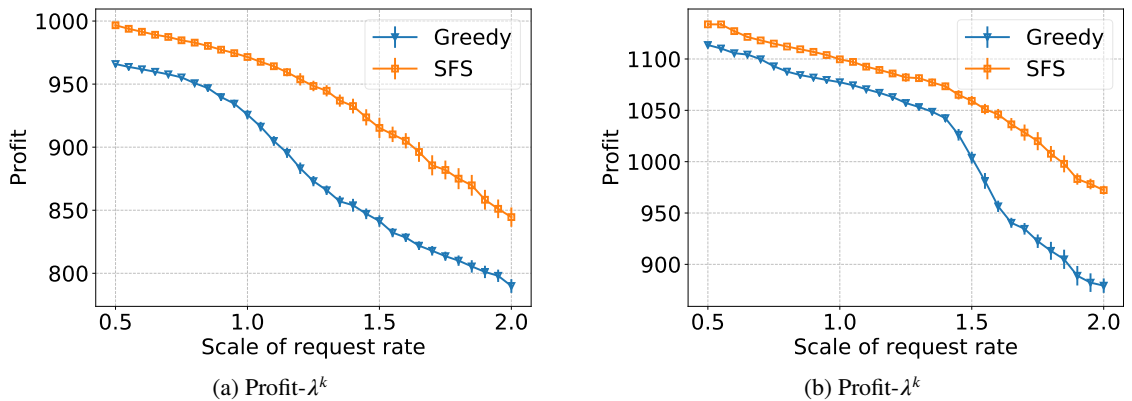 1000
950
900
850
800
Profit
Greedy
SFS
0.5 1.0 1.5 2.0
Scale of request rate
(a) Profit-λ^k
1100
1050
1000
950
900
Profit
Greedy
SFS
0.5 1.0 1.5 2.0
Scale of request rate
(b) Profit-λ^k